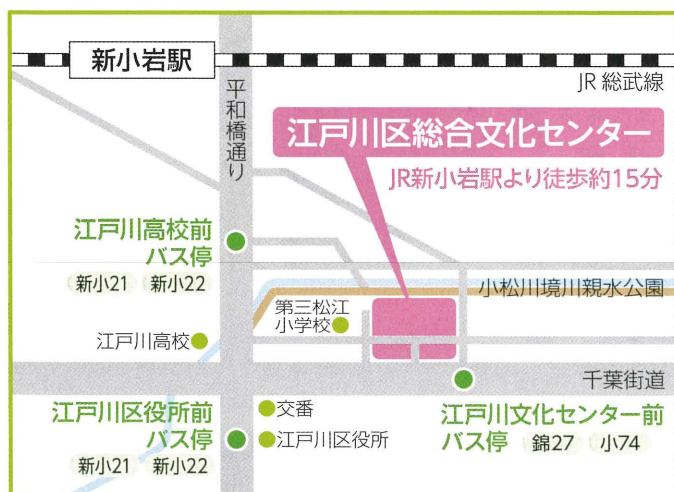 新小岩駅
JR 総武線
平和橋通り
江戸川区総合文化センター
JR新小岩駅より徒歩約15分
江戸川高校前
バス停
新小21 新小22
小松川境川親水公園
第三松江
小学校
江戸川高校
千葉街道
江戸川区役所前
バス停
新小21 新小22
交番
江戸川区役所
江戸川文化センター前
バス停 錦27 小74